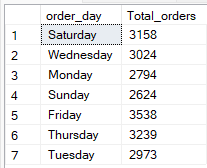 order_day Total_orders
1 Saturday 3158
2 Wednesday 3024
3 Monday 2794
4 Sunday 2624
5 Friday 3538
6 Thursday 3239
7 Tuesday 2973